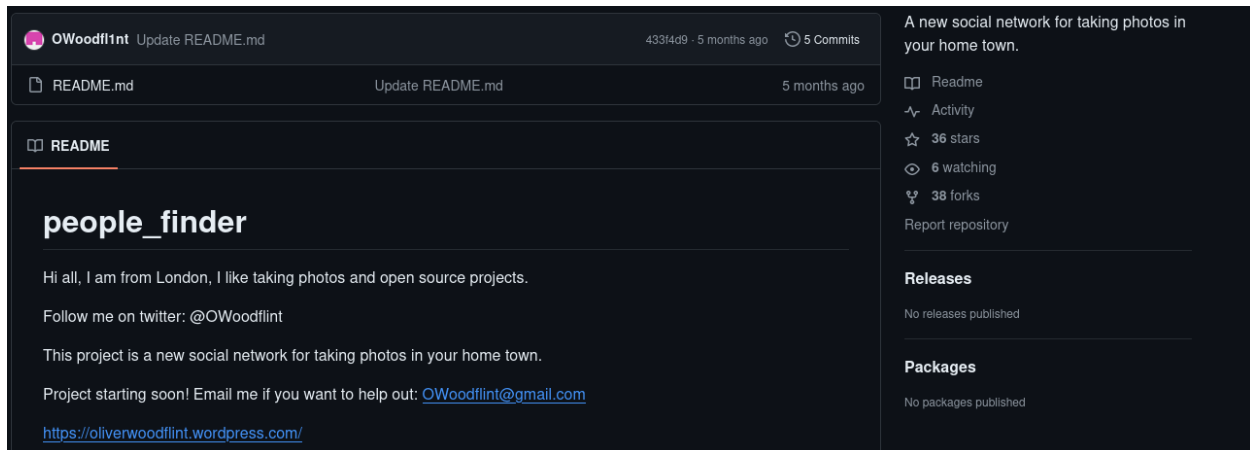 OWoodfl1nt Update README.md 433f4d9 · 5 months ago 5 Commits
README.md Update README.md 5 months ago
README
people_finder
Hi all, I am from London, I like taking photos and open source projects.
Follow me on twitter: @OWoodflint
This project is a new social network for taking photos in your home town.
Project starting soon! Email me if you want to help out: OWoodflint@gmail.com
https://oliverwoodflint.wordpress.com/
A new social network for taking photos in
your home town.
Readme
Activity
36 stars
6 watching
38 forks
Report repository
Releases
No releases published
Packages
No packages published